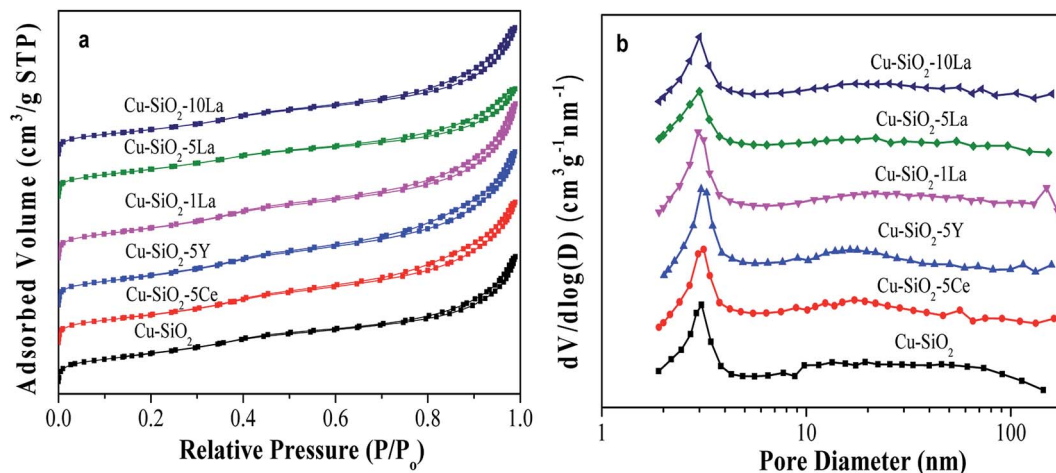 a
Adsorbed Volume (cm³/g STP)
Cu-SiO₂-10La
Cu-SiO₂-5La
Cu-SiO₂-1La
Cu-SiO₂-5Y
Cu-SiO₂-5Ce
Cu-SiO₂
0.0 0.2 0.4 0.6 0.8 1.0
Relative Pressure (P/Pₒ)
b
dV/dlog(D) (cm³g⁻¹nm⁻¹)
Cu-SiO₂-10La
Cu-SiO₂-5La
Cu-SiO₂-1La
Cu-SiO₂-5Y
Cu-SiO₂-5Ce
Cu-SiO₂
1 10 100
Pore Diameter (nm)